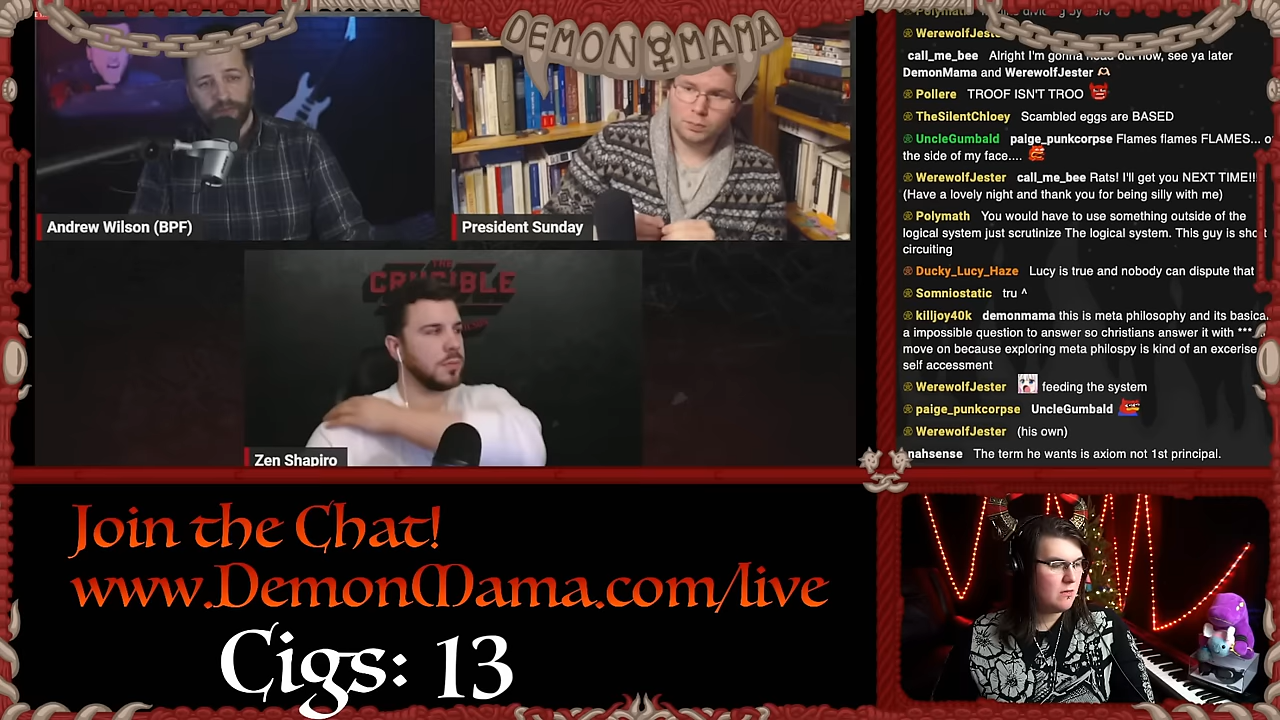 DEMON MAMA
Andrew Wilson (BPF)
President Sunday
THE
CRUCIBLE
Zen Shapiro
Polymath
WerewolfJeste
call_me_bee Alright I'm gonna head out now, see ya later
DemonMama and WerewolfJester
Pollere TROOF ISN'T TROO
TheSilentChloey Scambled eggs are BASED
UncleGumbald paige_punkcorpse Flames flames FLAMES... o
the side of my face....
WerewolfJester call_me_bee Rats! I'll get you NEXT TIME!!
(Have a lovely night and thank you for being silly with me)
Polymath You would have to use something outside of the
logical system just scrutinize The logical system. This guy is short
circuiting
Ducky_Lucy_Haze Lucy is true and nobody can dispute that
Somniostatic tru ^
killjoy40k demonmama this is meta philosophy and its basica
a impossible question to answer so christians answer it with ***
move on because exploring meta philospy is kind of an excerise
self accessment
WerewolfJester feeding the system
paige_punkcorpse UncleGumbald
WerewolfJester (his own)
nahsense The term he wants is axiom not 1st principal.
Join the Chat!
www.DemonMama.com/live
Cigs: 13